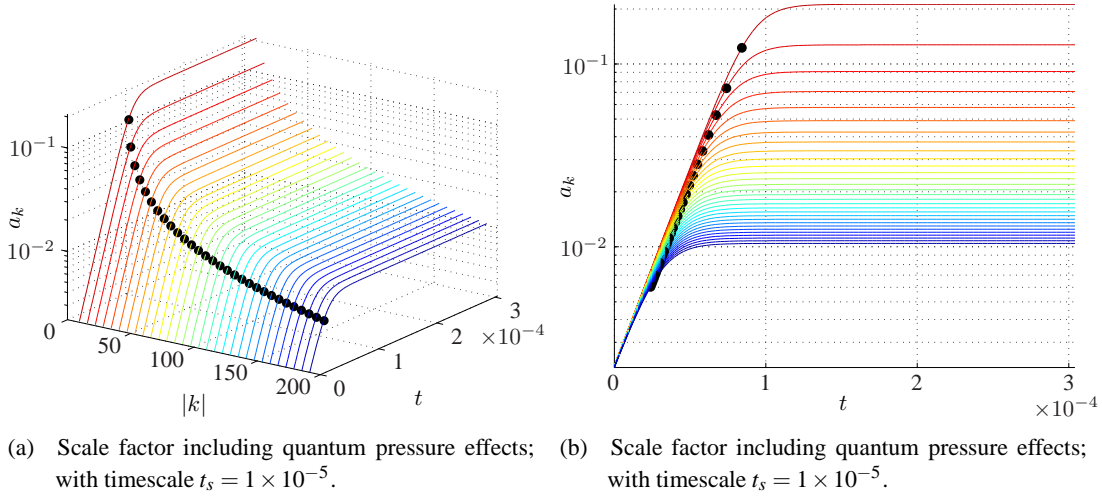 10⁻¹
10⁻²
a_k
0
50
100
150
200
|k|
0
1
2
3
×10⁻⁴
t
10⁻¹
10⁻²
a_k
0
1
2
3
×10⁻⁴
t
(a) Scale factor including quantum pressure effects;
with timescale t_s = 1 × 10⁻⁵.
(b) Scale factor including quantum pressure effects;
with timescale t_s = 1 × 10⁻⁵.